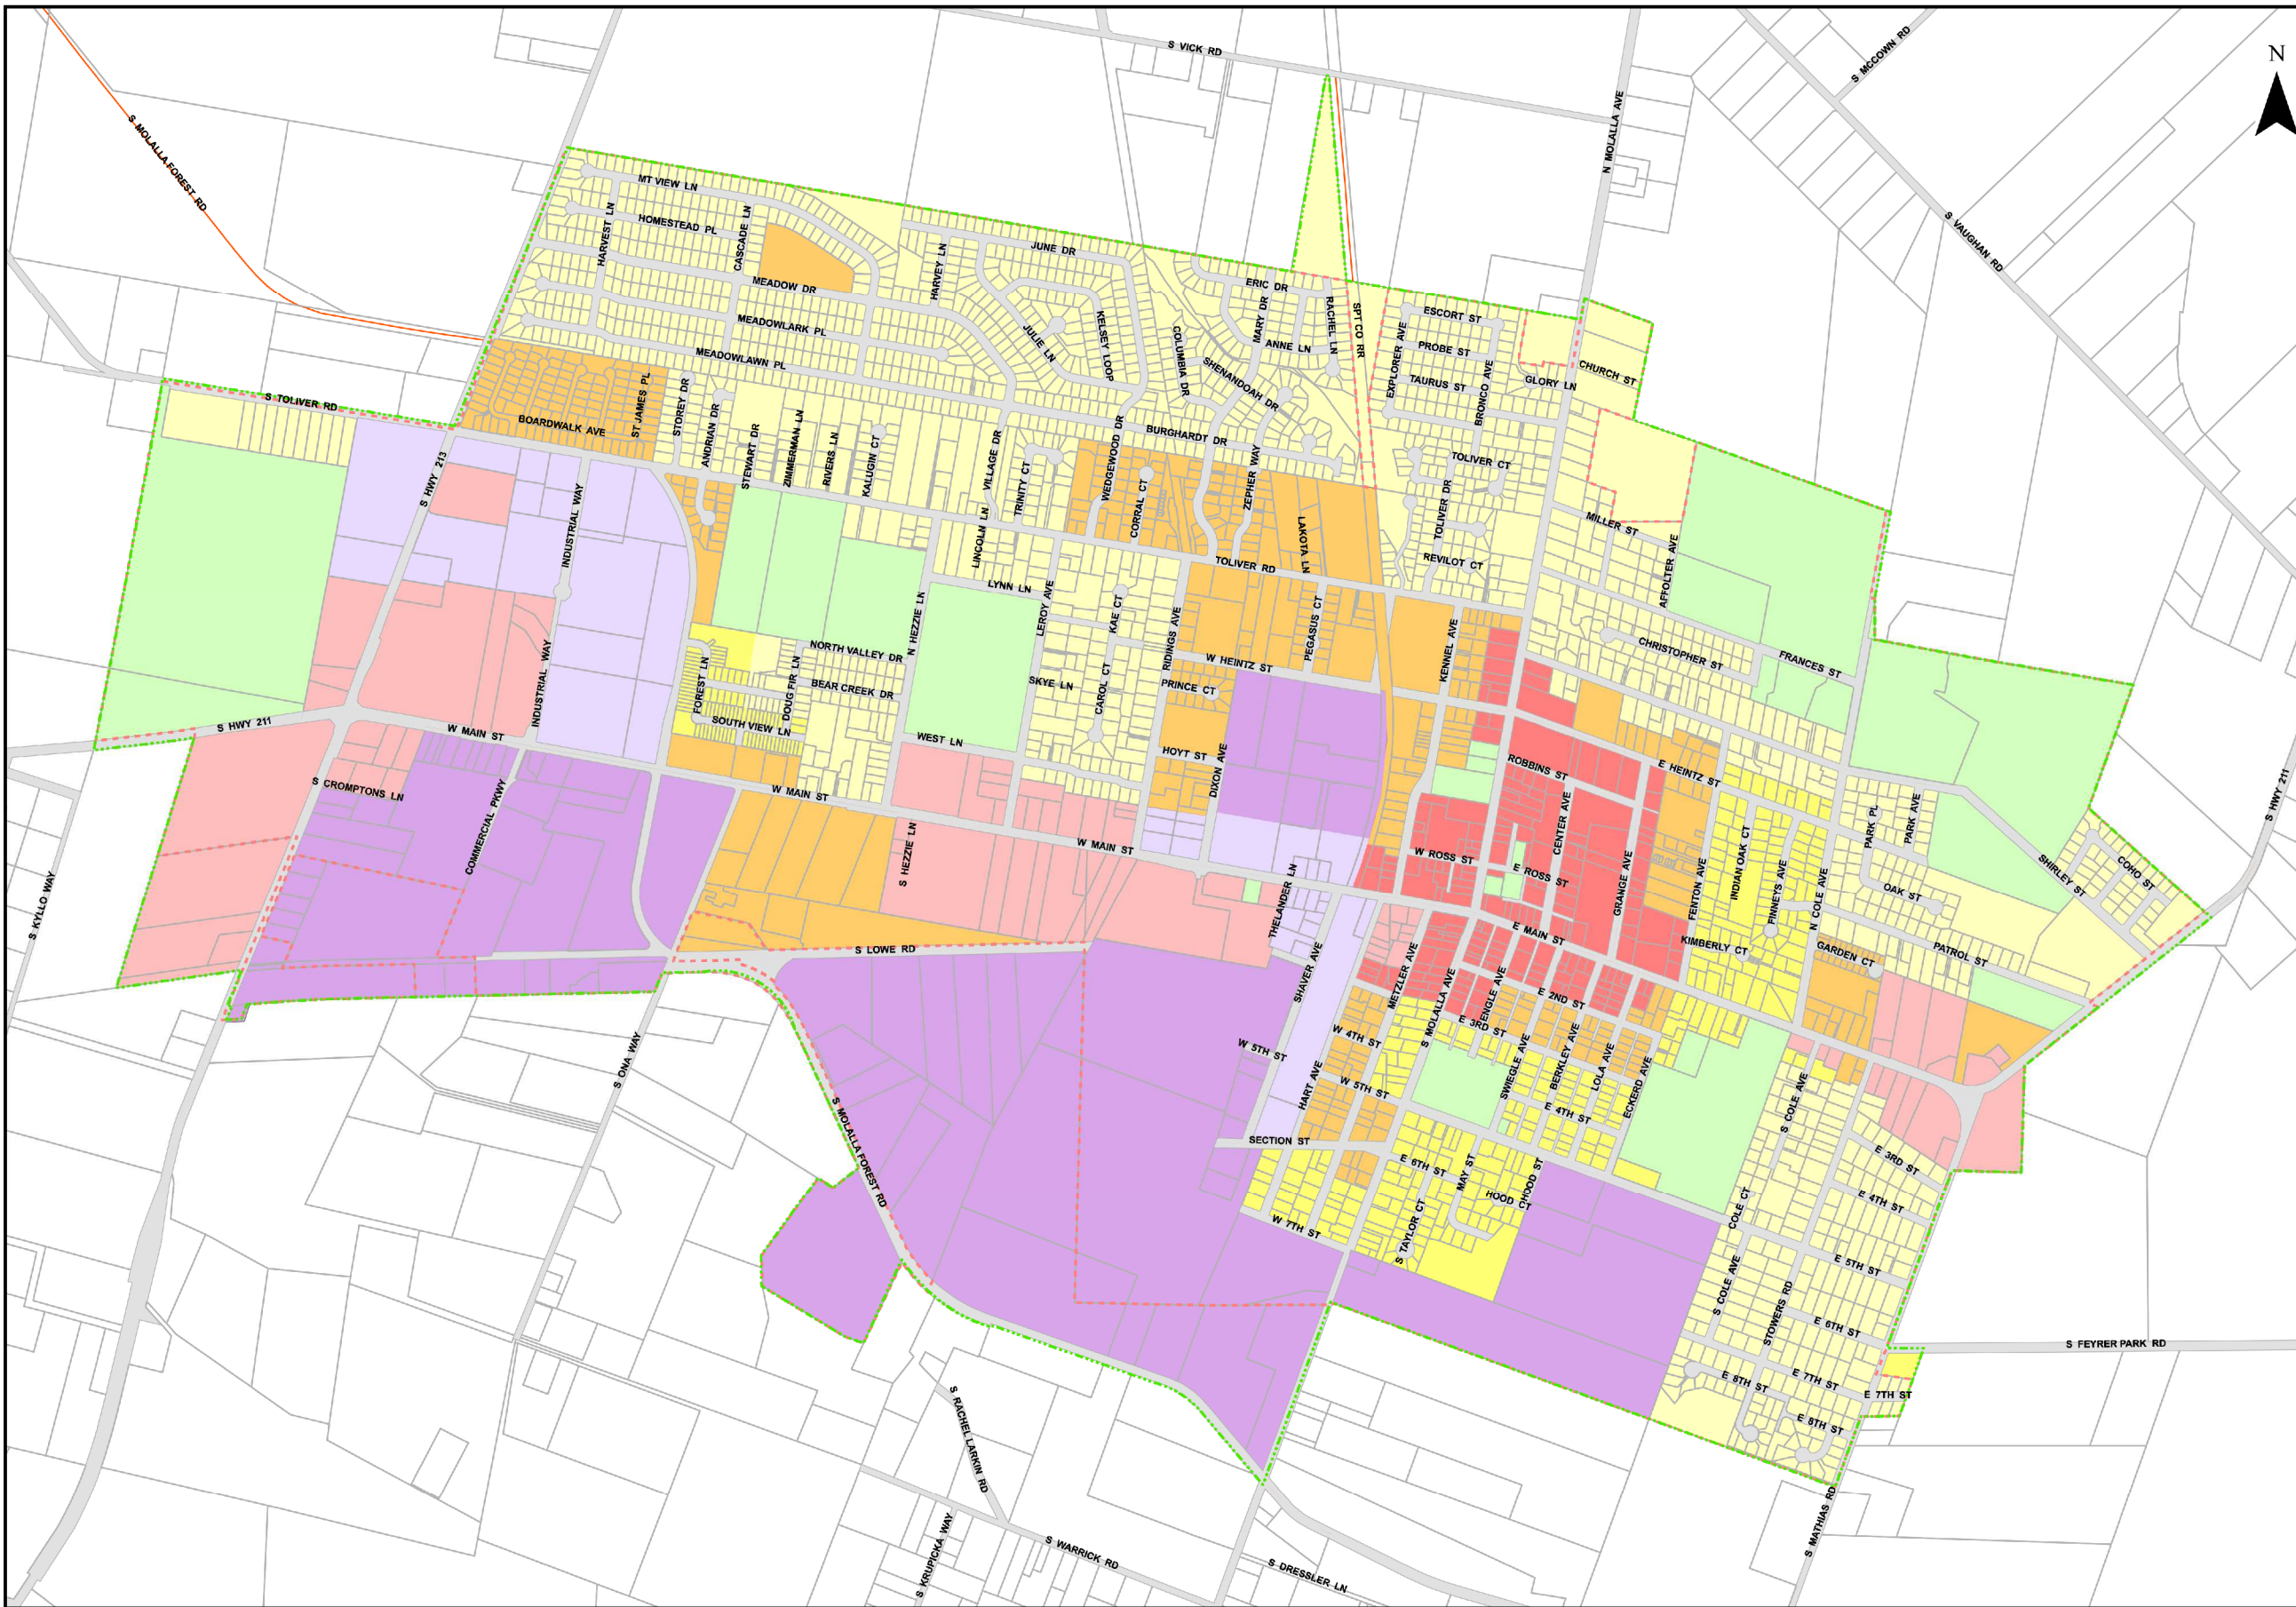 S VICK RD
S MCCOWN RD
N
S MOLALLA FOREST RD
N MOLALLA AVE
S VAUGHAN RD
MT VIEW LN
HOMESTEAD PL
HARVEST LN
CASCADE LN
MEADOW DR
HARVEY LN
JUNE DR
ERIC DR
MARY DR
RACHEL LN
SPT CO RR
ESCORT ST
PROBE ST
TAURUS ST
EXPLORER AVE
BRONCO AVE
GLORY LN
CHURCH ST
MEADOWLARK PL
MEADOWLAWN PL
JULIE LN
KELSEY LOOP
COLUMBIA DR
ANNE LN
SHENANDOAH DR
S TOLIVER RD
BOARDWALK AVE
ST JAMES PL
STOREY DR
ANDRIAN DR
STEWART DR
ZIMMERMAN LN
RIVERS LN
KALUGIN CT
VILLAGE DR
TRINITY CT
LINCOLN LN
WEDGEWOOD DR
CORRAL CT
BURGHARDT DR
ZEPHER WAY
LAKOTA LN
TOLIVER CT
TOLIVER DR
REVILOT CT
MILLER ST
AFFOLTER AVE
S HWY 213
INDUSTRIAL WAY
TOLIVER RD
LYNN LN
LEROY AVE
KAE CT
RIDINGS AVE
PEGASUS CT
KENNEL AVE
CHRISTOPHER ST
FRANCES ST
N HEZZIE LN
NORTH VALLEY DR
BEAR CREEK DR
FOREST LN
DOUG FIR LN
SOUTH VIEW LN
SKYE LN
CAROL CT
W HEINTZ ST
PRINCE CT
INDUSTRIAL WAY
S HWY 211
W MAIN ST
WEST LN
HOYT ST
DIXON AVE
ROBBINS ST
E HEINTZ ST
S HWY 211
S CROMPTONS LN
COMMERCIAL PKWY
W MAIN ST
S HEZZIE LN
W MAIN ST
W ROSS ST
E ROSS ST
CENTER AVE
GRANGE AVE
FENTON AVE
INDIAN OAK CT
PINNEYS AVE
N COLE AVE
PARK PL
PARK AVE
OAK ST
SHIRLEY ST
COHO ST
S KYLLO WAY
THELANDER LN
E MAIN ST
KIMBERLY CT
GARDEN CT
PATROL ST
S LOWE RD
SHAVER AVE
METZLER AVE
S MOLALLA AVE
ENGLE AVE
E 2ND ST
E 3RD ST
W 4TH ST
W 5TH ST
HART AVE
W 5TH ST
SWIEGLE AVE
BERKLEY AVE
LOLA AVE
ECKERD AVE
E 4TH ST
S COLE AVE
S ONA WAY
S MOLALLA FOREST RD
SECTION ST
E 6TH ST
MAY ST
HOOD ST
HOOD CT
S TAYLOR CT
W 7TH ST
COLE CT
S COLE AVE
STOWERS RD
E 3RD ST
E 4TH ST
E 5TH ST
E 6TH ST
E 7TH ST
E 7TH ST
E 8TH ST
E 8TH ST
S FEYRER PARK RD
S MATHIAS RD
S RACHEL LARKIN RD
S KRUPICKA WAY
S WARRICK RD
S DRESSLER LN